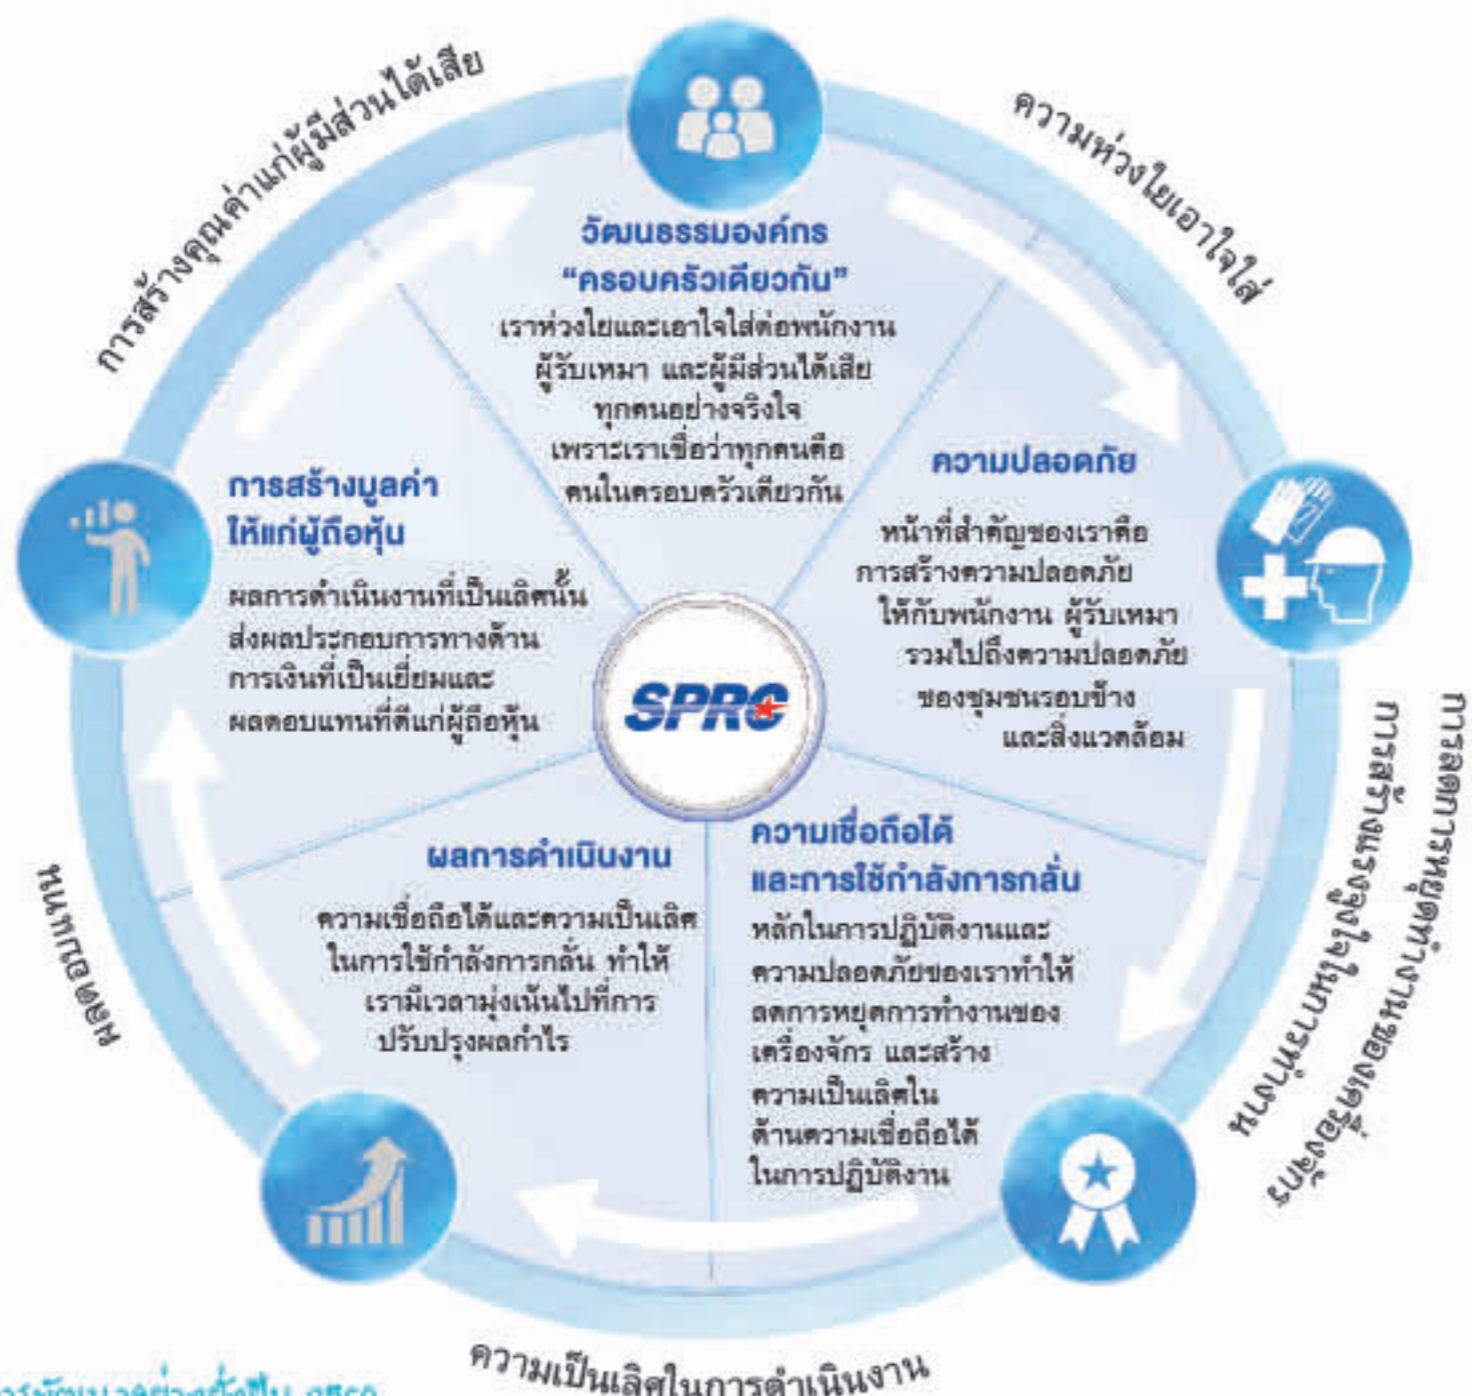 การสร้างคุณค่าแก่ผู้มีส่วนได้เสีย
ความห่วงใยเอาใจใส่
วัฒนธรรมองค์กร
“ครอบครัวเดียวกัน”
เราห่วงใยและเอาใจใส่ต่อพนักงาน
ผู้รับเหมา และผู้มีส่วนได้เสีย
ทุกคนอย่างจริงใจ
เพราะเราเชื่อว่าทุกคนคือ
คนในครอบครัวเดียวกัน
ความปลอดภัย
หน้าที่สำคัญของเราคือ
การสร้างความปลอดภัย
ให้กับพนักงาน ผู้รับเหมา
รวมไปถึงความปลอดภัย
ของชุมชนรอบข้าง
และสิ่งแวดล้อม
การลดการหยุดทำงานของเครื่องจักร
การสร้างแรงจูงใจในการทำงาน
ความเชื่อถือได้
และการใช้กำลังการกลั่น
หลักในการปฏิบัติงานและ
ความปลอดภัยของเราทำให้
ลดการหยุดการทำงานของ
เครื่องจักร และสร้าง
ความเป็นเลิศใน
ด้านความเชื่อถือได้
ในการปฏิบัติงาน
ความเป็นเลิศในการดำเนินงาน
ผลการดำเนินงาน
ความเชื่อถือได้และความเป็นเลิศ
ในการใช้กำลังการกลั่น ทำให้
เรามีเวลามุ่งเน้นไปที่การ
ปรับปรุงผลกำไร
ผลตอบแทน
การสร้างมูลค่า
ให้แก่ผู้ถือหุ้น
ผลการดำเนินงานที่เป็นเลิศนั้น
ส่งผลประกอบการทางด้าน
การเงินที่เป็นเยี่ยมและ
ผลตอบแทนที่ดีแก่ผู้ถือหุ้น
SPRC